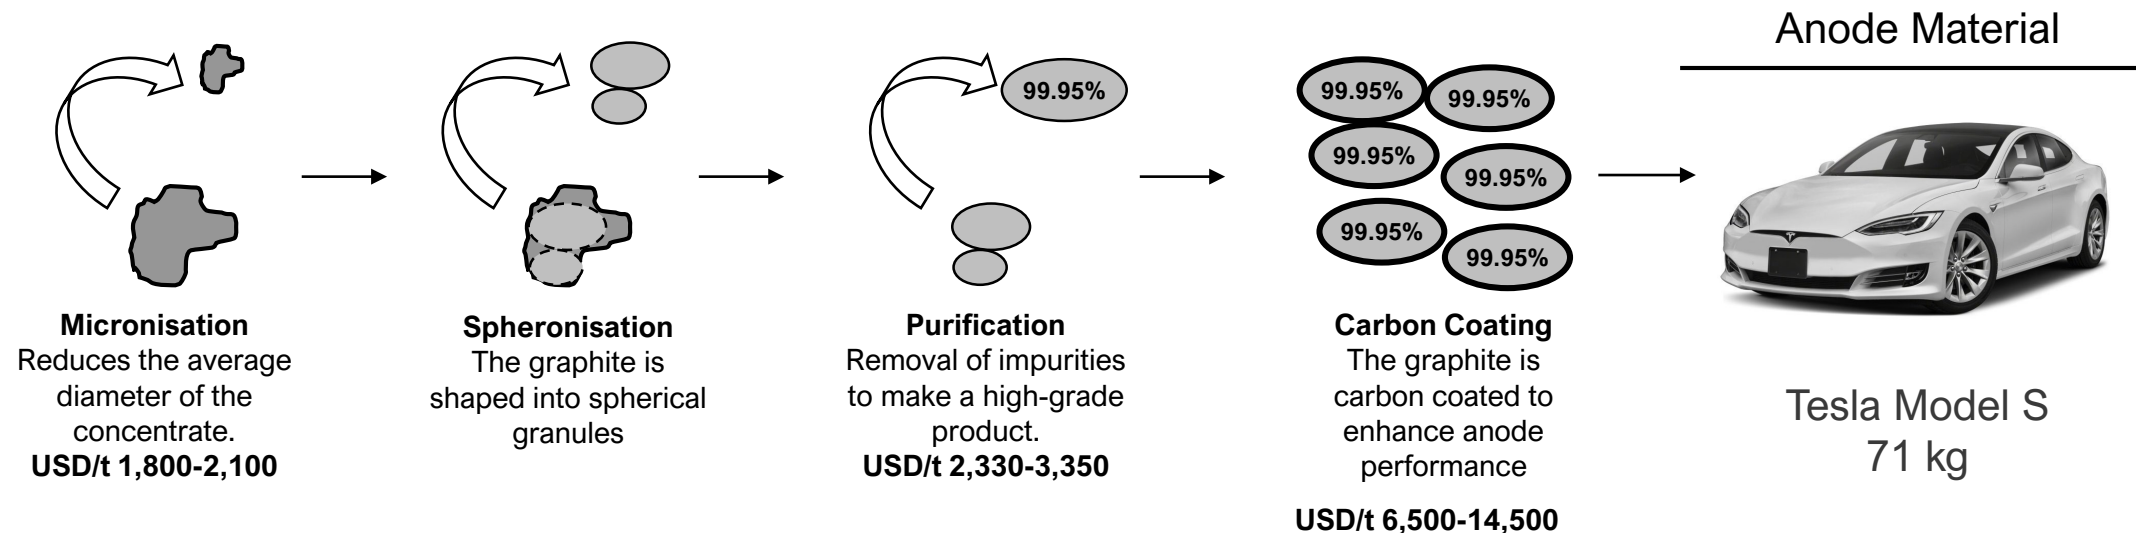 Anode Material
99.95%
99.95%
99.95%
99.95%
99.95%
99.95%
99.95%
Micronisation
Reduces the average
diameter of the
concentrate.
USD/t 1,800-2,100
Spheronisation
The graphite is
shaped into spherical
granules
Purification
Removal of impurities
to make a high-grade
product.
USD/t 2,330-3,350
Carbon Coating
The graphite is
carbon coated to
enhance anode
performance
USD/t 6,500-14,500
Tesla Model S
71 kg